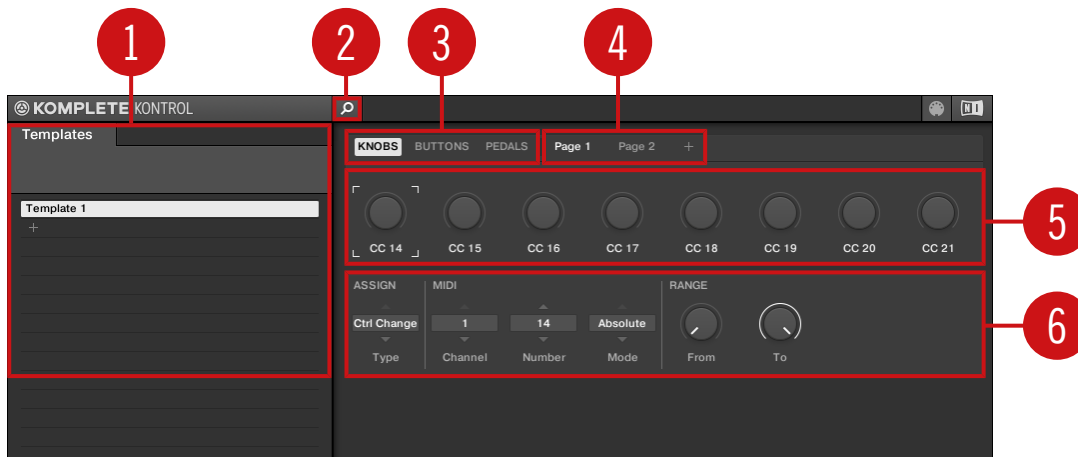 1 2 3 4
KOMPLETE KONTROL
NI
Templates
KNOBS BUTTONS PEDALS Page 1 Page 2 +
Template 1
+
CC 14 CC 15 CC 16 CC 17 CC 18 CC 19 CC 20 CC 21
5
ASSIGN MIDI RANGE
Ctrl Change 1 14 Absolute
Type Channel Number Mode From To
6